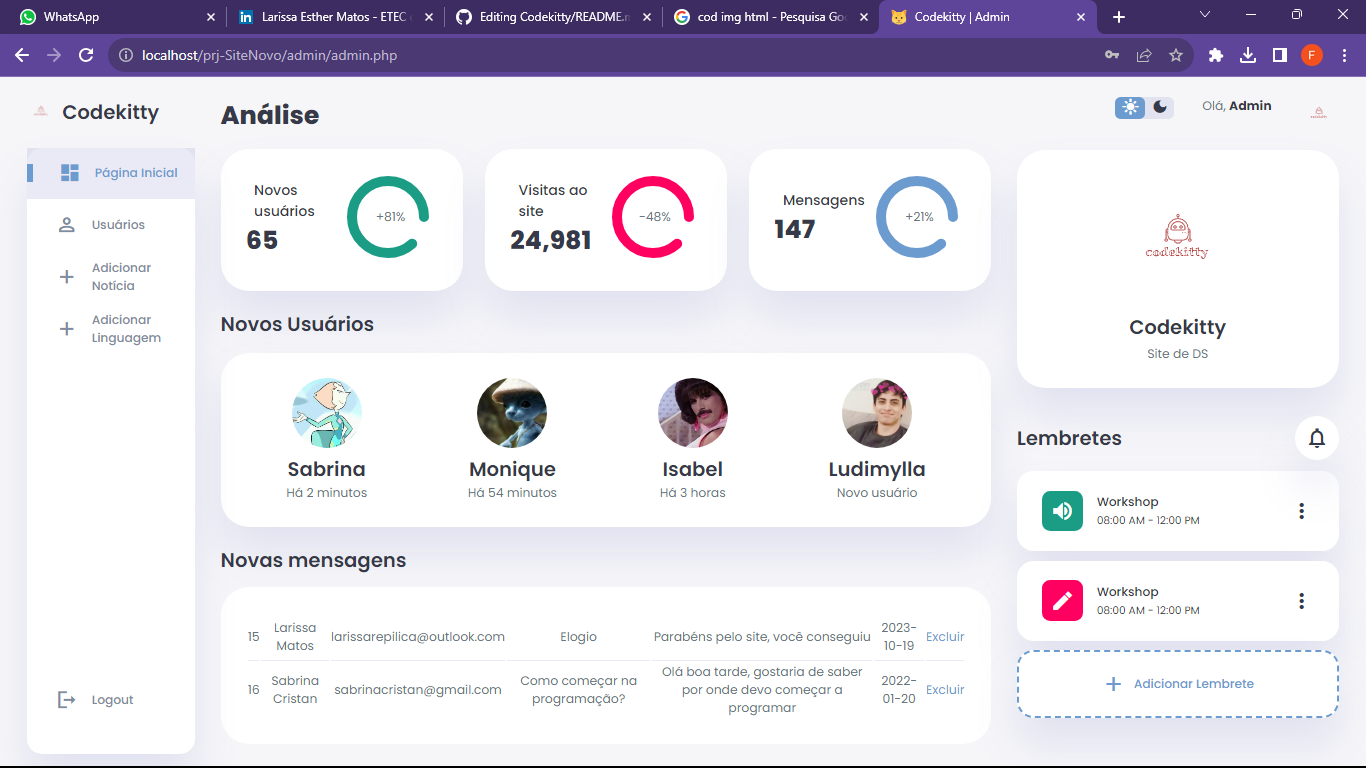 WhatsApp
Larissa Esther Matos - ETEC
Editing Codekitty/README.
cod img html - Pesquisa Goo
Codekitty | Admin
localhost/prj-SiteNovo/admin/admin.php
F
Codekitty
Página Inicial
Usuários
Adicionar
Notícia
Adicionar
Linguagem
Logout
Análise
Olá, Admin
Novos
usuários
65
+81%
Visitas ao
site
24,981
-48%
Mensagens
147
+21%
Novos Usuários
Sabrina
Há 2 minutos
Monique
Há 54 minutos
Isabel
Há 3 horas
Ludimylla
Novo usuário
Novas mensagens
15 Larissa Matos larissarepilica@outlook.com Elogio Parabéns pelo site, você conseguiu 2023-10-19 Excluir
16 Sabrina Cristan sabrinacristan@gmail.com Como começar na programação? Olá boa tarde, gostaria de saber por onde devo começar a programar 2022-01-20 Excluir
codekitty
Codekitty
Site de DS
Lembretes
Workshop
08:00 AM - 12:00 PM
Workshop
08:00 AM - 12:00 PM
Adicionar Lembrete